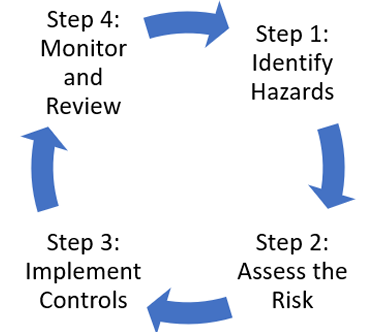 Step 1:
Identify
Hazards
Step 2:
Assess the
Risk
Step 3:
Implement
Controls
Step 4:
Monitor
and
Review